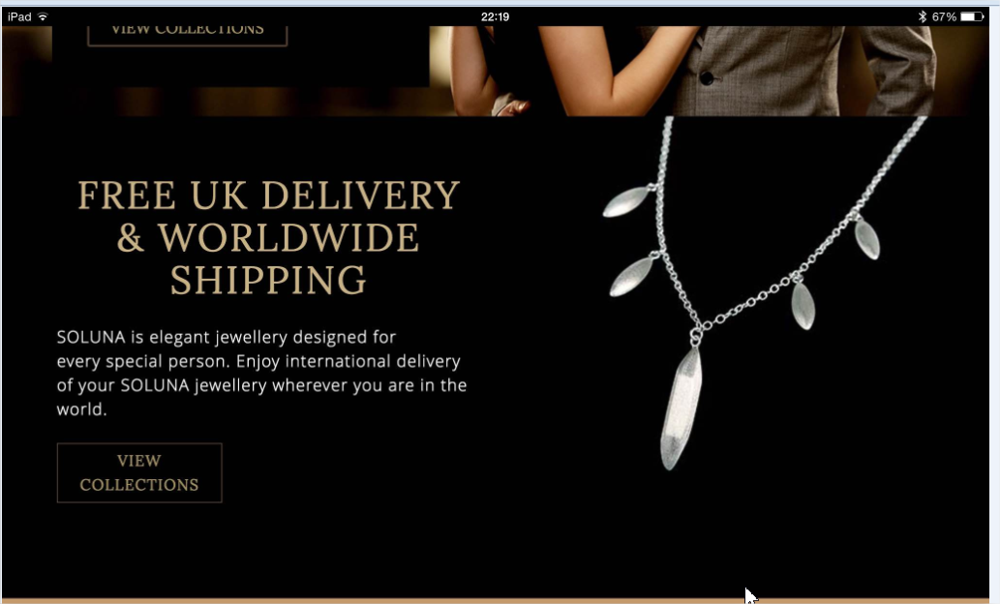 iPad 22:19 67%
VIEW COLLECTIONS
FREE UK DELIVERY
& WORLDWIDE
SHIPPING
SOLUNA is elegant jewellery designed for
every special person. Enjoy international delivery
of your SOLUNA jewellery wherever you are in the
world.
VIEW
COLLECTIONS